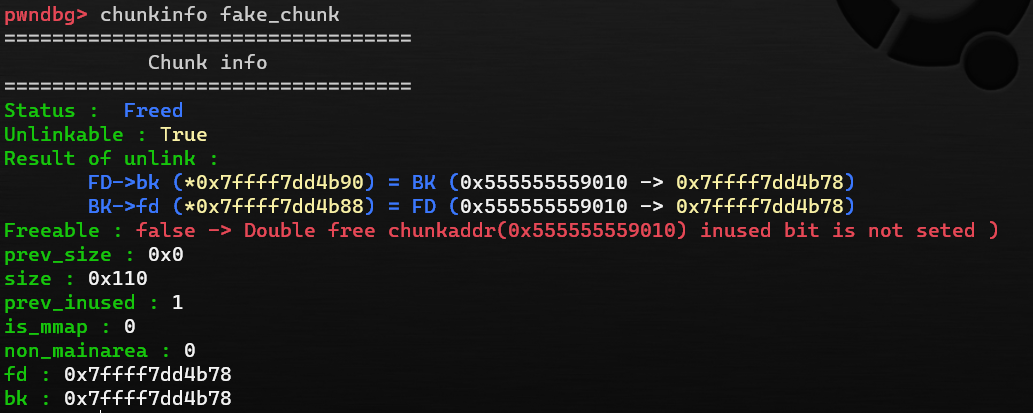 pwndbg> chunkinfo fake_chunk
==================================
Chunk info
==================================
Status :  Freed
Unlinkable : True
Result of unlink :
FD->bk (*0x7ffff7dd4b90) = BK (0x555555559010 -> 0x7ffff7dd4b78)
BK->fd (*0x7ffff7dd4b88) = FD (0x555555559010 -> 0x7ffff7dd4b78)
Freeable : false -> Double free chunkaddr(0x555555559010) inused bit is not seted )
prev_size : 0x0
size : 0x110
prev_inused : 1
is_mmap : 0
non_mainarea : 0
fd : 0x7ffff7dd4b78
bk : 0x7ffff7dd4b78